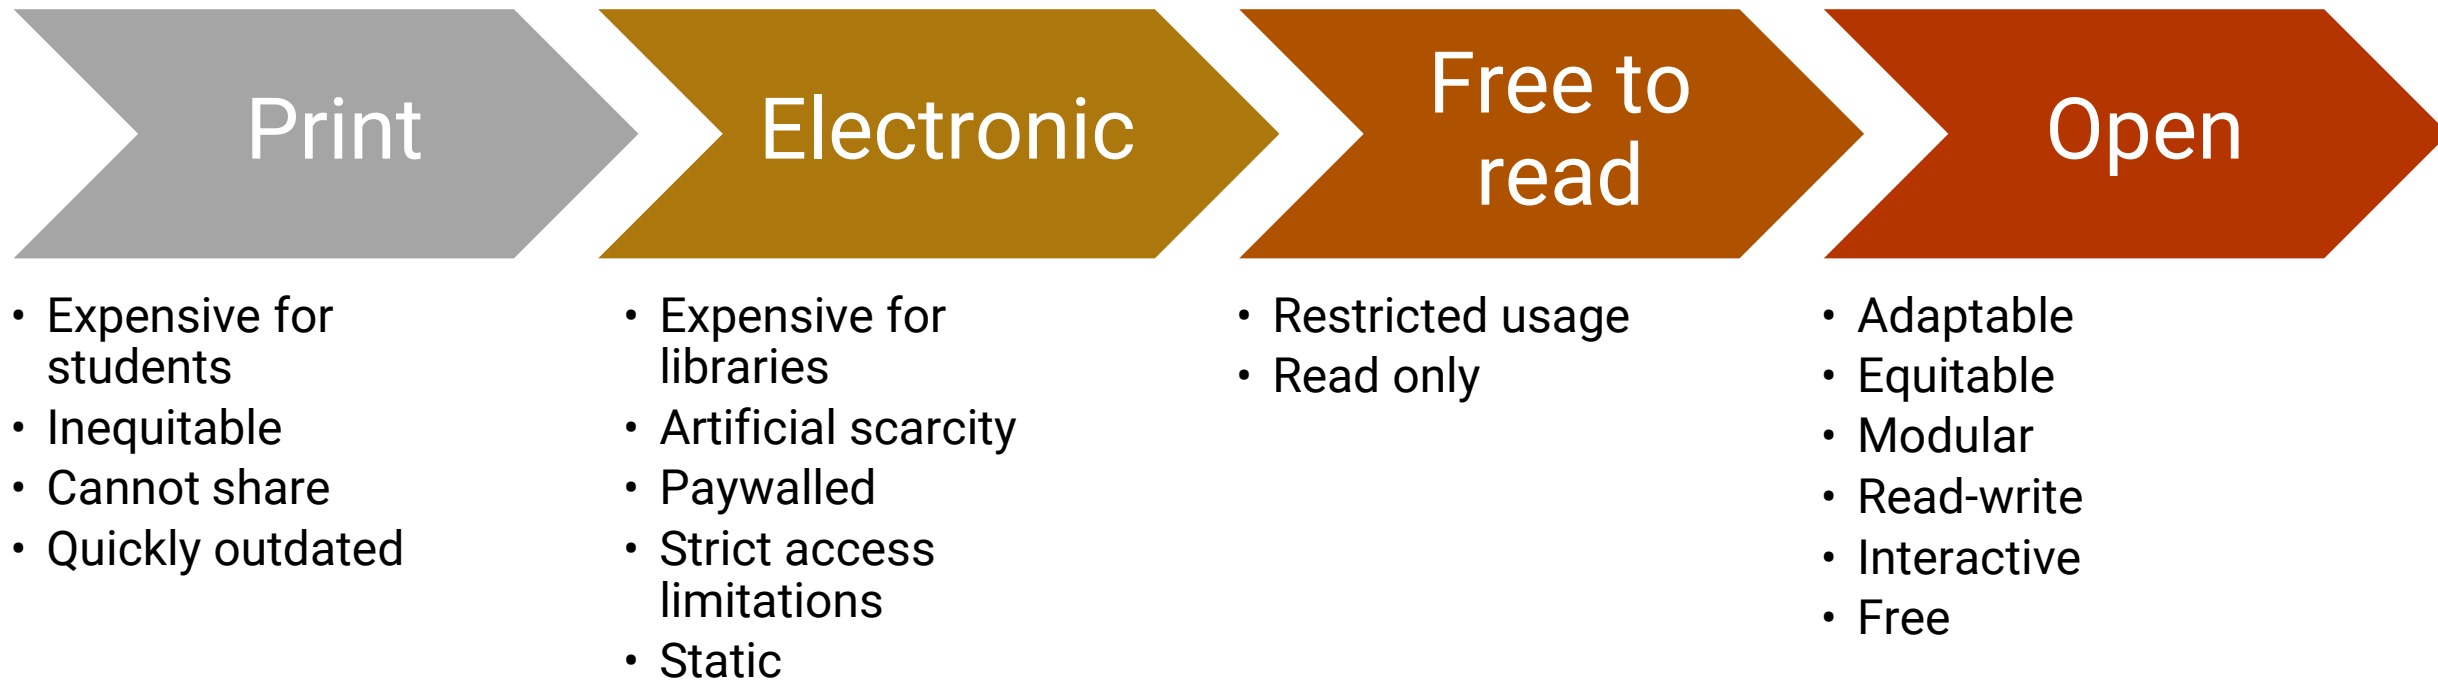 Print
• Expensive for
students
• Inequitable
• Cannot share
• Quickly outdated
Electronic
• Expensive for
libraries
• Artificial scarcity
• Paywalled
• Strict access
limitations
• Static
Free to
read
• Restricted usage
• Read only
Open
• Adaptable
• Equitable
• Modular
• Read-write
• Interactive
• Free